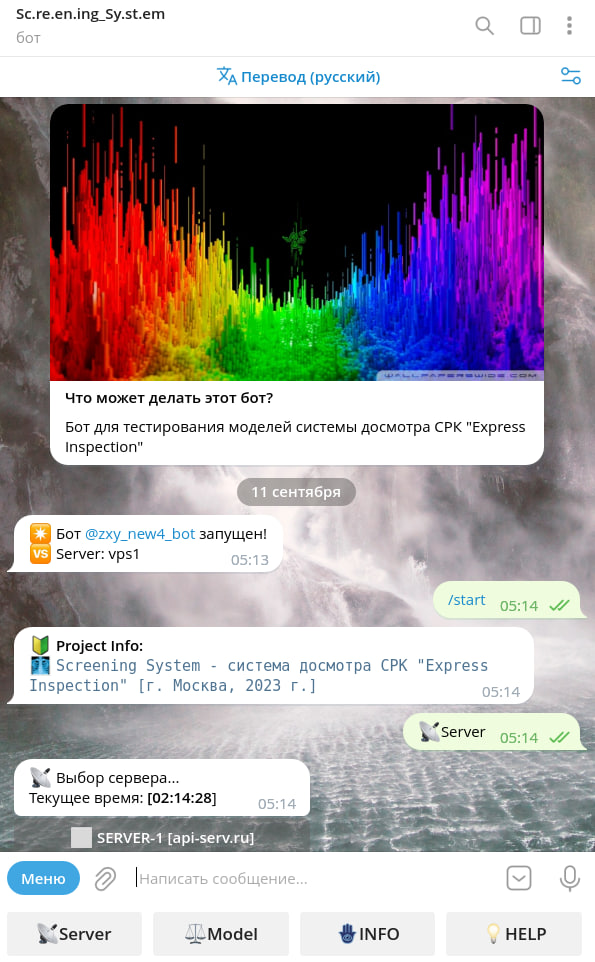 Sc.re.en.ing_Sy.st.em
бот
Перевод (русский)
WALLPAPERSWIDE.COM
Что может делать этот бот?
Бот для тестирования моделей системы досмотра СРК "Express
Inspection"
11 сентября
Бот @zxy_new4_bot запущен!
VS Server: vps1
05:13
/start 05:14
Project Info:
Screening System - система досмотра СРК "Express
Inspection" [г. Москва, 2023 г.]
05:14
Server 05:14
Выбор сервера...
Текущее время: [02:14:28]
05:14
SERVER-1 [api-serv.ru]
Меню
Написать сообщение...
Server
Model
INFO
HELP